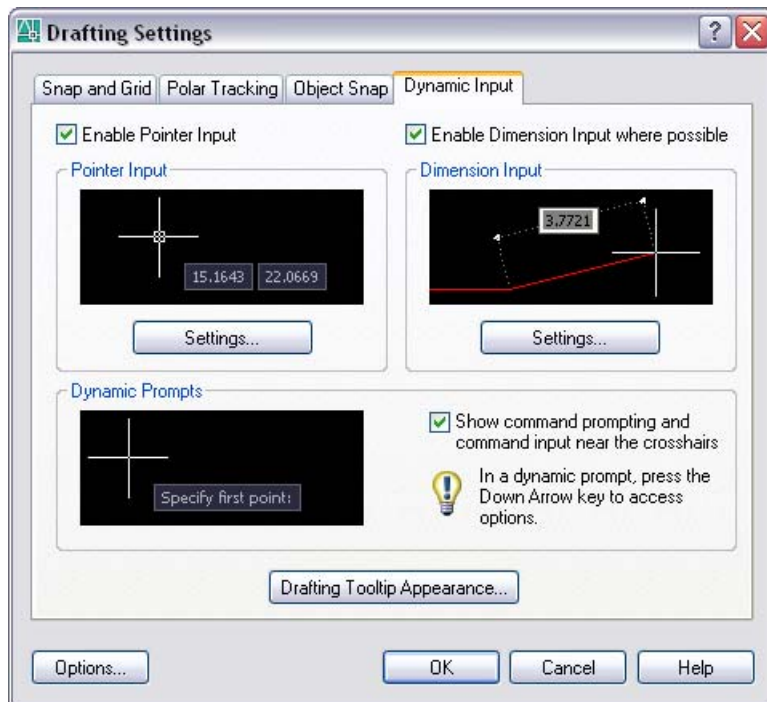 Drafting Settings
Snap and Grid
Polar Tracking
Object Snap
Dynamic Input
Enable Pointer Input
Enable Dimension Input where possible
Pointer Input
Dimension Input
3.7721
15.1643
22.0669
Settings...
Settings...
Dynamic Prompts
Specify first point:
Show command prompting and
command input near the crosshairs
In a dynamic prompt, press the
Down Arrow key to access
options.
Drafting Tooltip Appearance...
Options...
OK
Cancel
Help